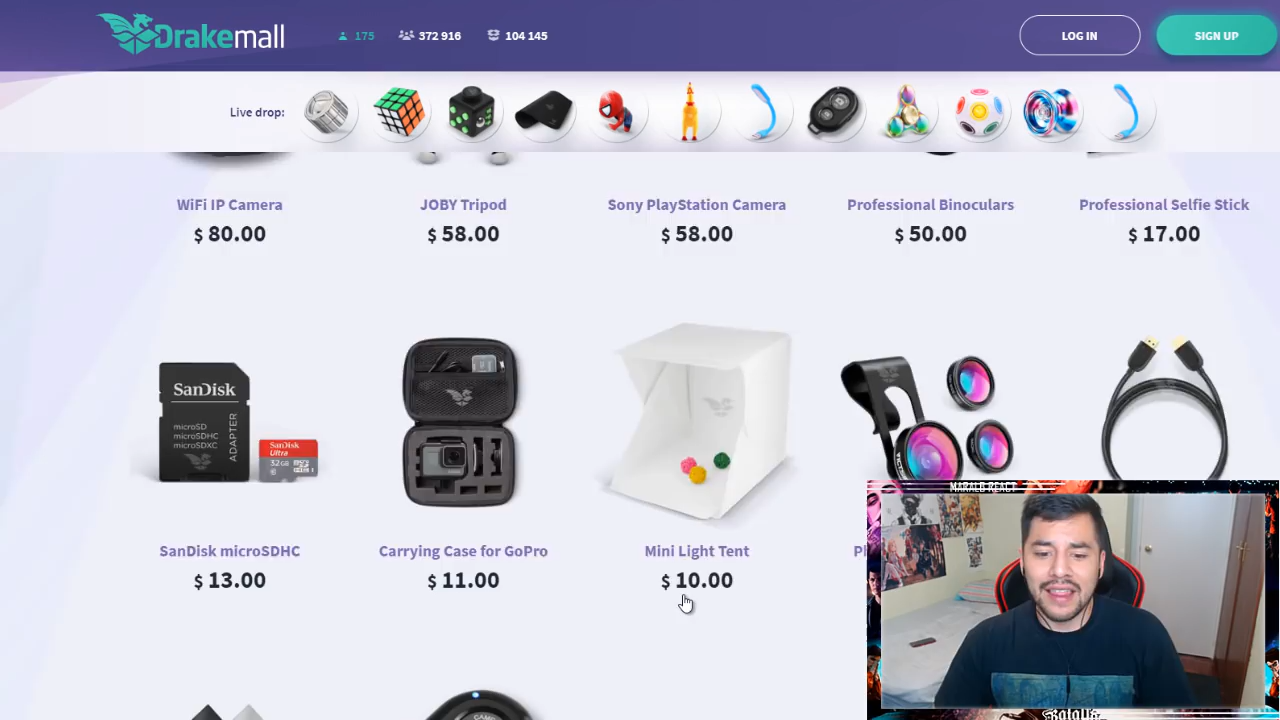 Drakemall
175
372 916
104 145
LOG IN
SIGN UP
Live drop:
WiFi IP Camera
JOBY Tripod
Sony PlayStation Camera
Professional Binoculars
Professional Selfie Stick
$ 80.00
$ 58.00
$ 58.00
$ 50.00
$ 17.00
SanDisk
microSD
microSDHC
microSDXC
ADAPTER
SanDisk
Ultra
32GB
SanDisk microSDHC
Carrying Case for GoPro
Mini Light Tent
$ 13.00
$ 11.00
$ 10.00